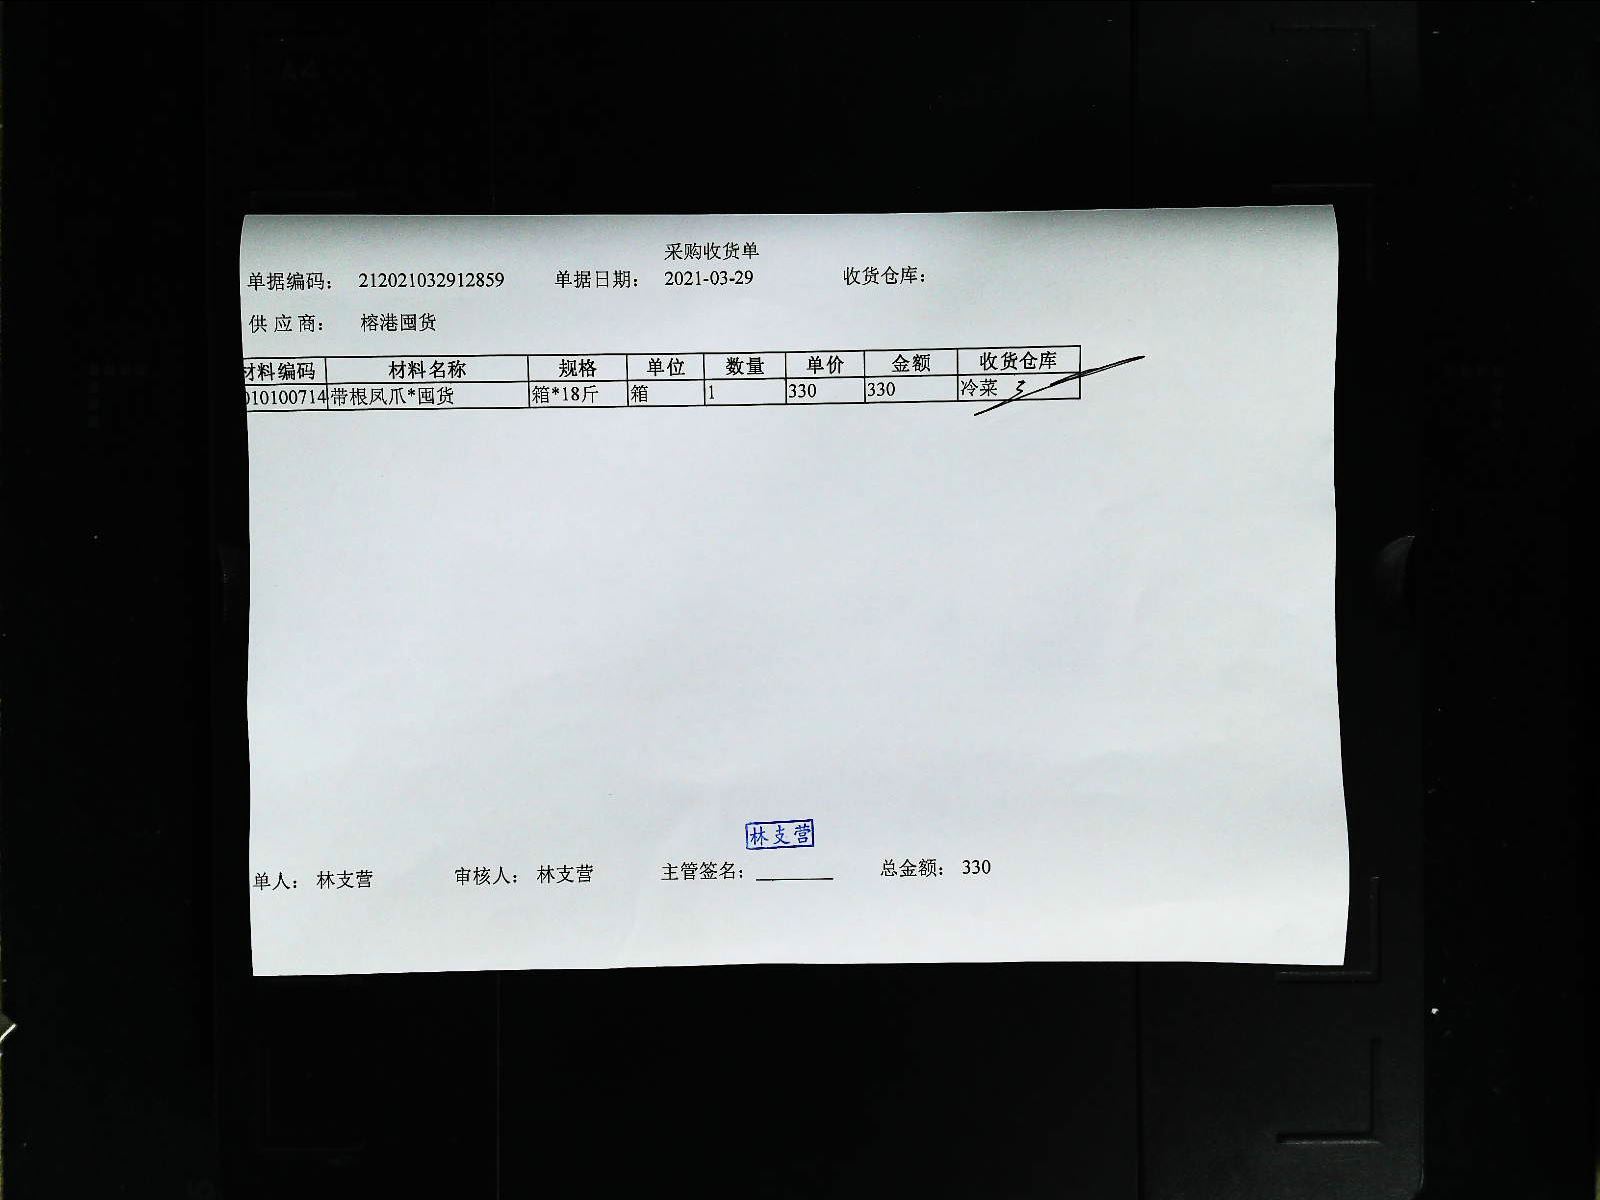 采购收货单
单据编码： 212021032912859 单据日期： 2021-03-29 收货仓库：
供 应 商： 榕港囤货
材料编码 材料名称 规格 单位 数量 单价 金额 收货仓库
010100714 带根凤爪*囤货 箱*18斤 箱 1 330 330 冷菜
林支营
单人： 林支营 审核人： 林支营 主管签名： 总金额： 330